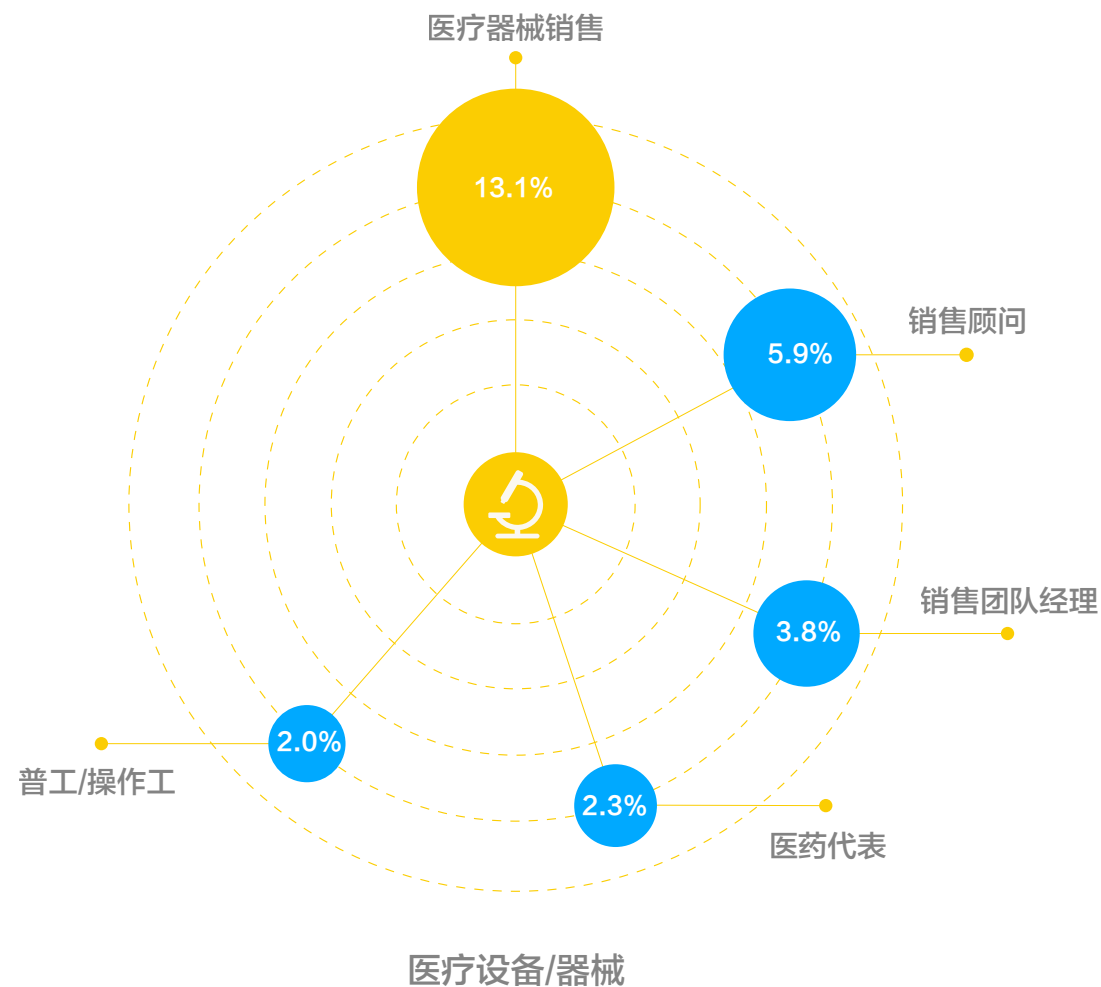 医疗器械销售
13.1%
销售顾问
5.9%
销售团队经理
3.8%
2.0%
普工/操作工
2.3%
医药代表
医疗设备/器械